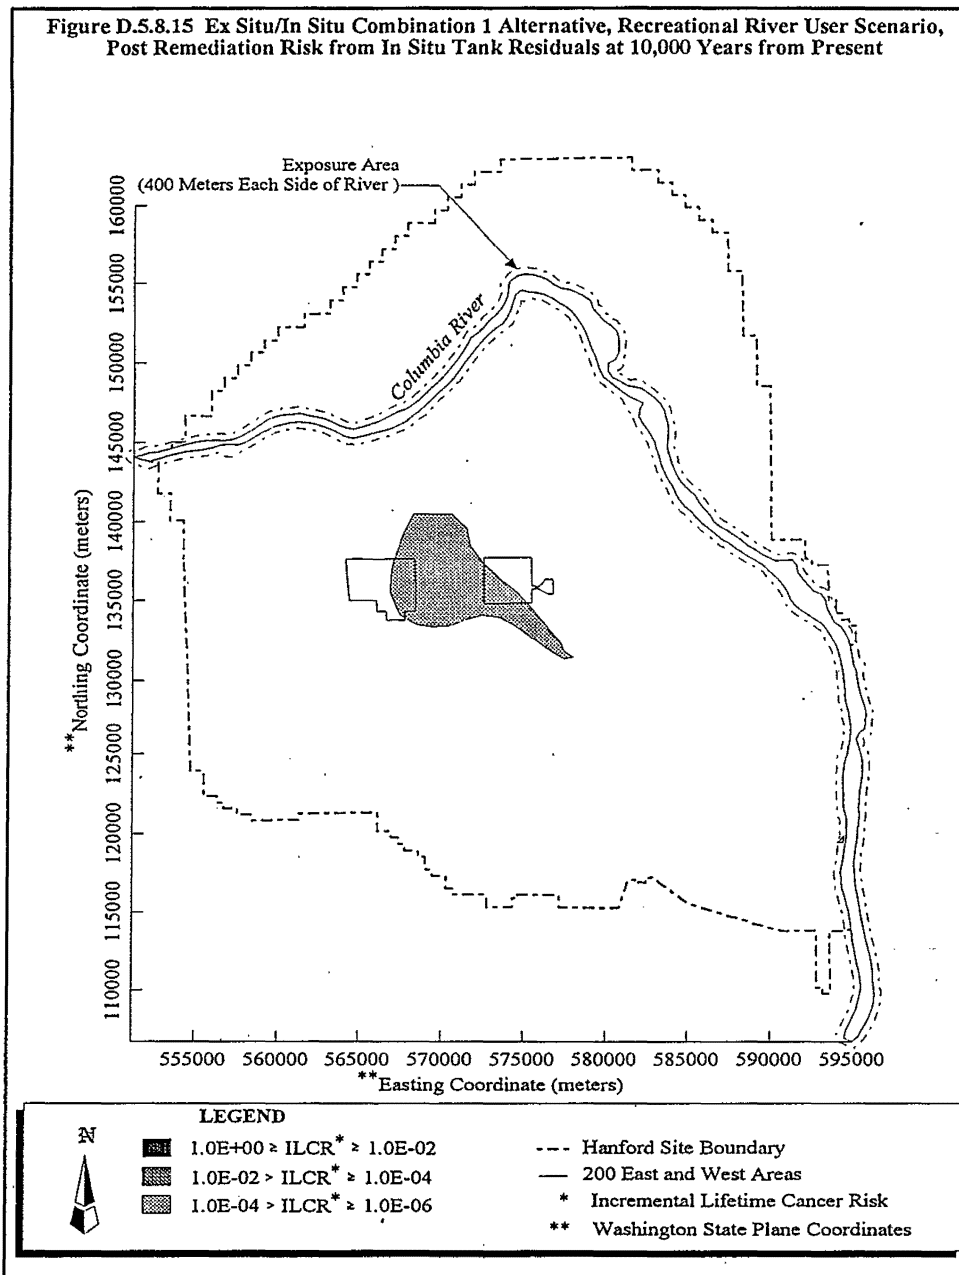 Figure D.5.8.15 Ex Situ/In Situ Combination 1 Alternative, Recreational River User Scenario,
Post Remediation Risk from In Situ Tank Residuals at 10,000 Years from Present
Exposure Area
(400 Meters Each Side of River )
Columbia River
**Northing Coordinate (meters)
160000
155000
150000
145000
140000
135000
130000
125000
120000
115000
110000
555000 560000 565000 570000 575000 580000 585000 590000 595000
**Easting Coordinate (meters)
LEGEND
N
1.0E+00 ≥ ILCR* ≥ 1.0E-02
1.0E-02 > ILCR* ≥ 1.0E-04
1.0E-04 > ILCR* ≥ 1.0E-06
Hanford Site Boundary
200 East and West Areas
* Incremental Lifetime Cancer Risk
** Washington State Plane Coordinates